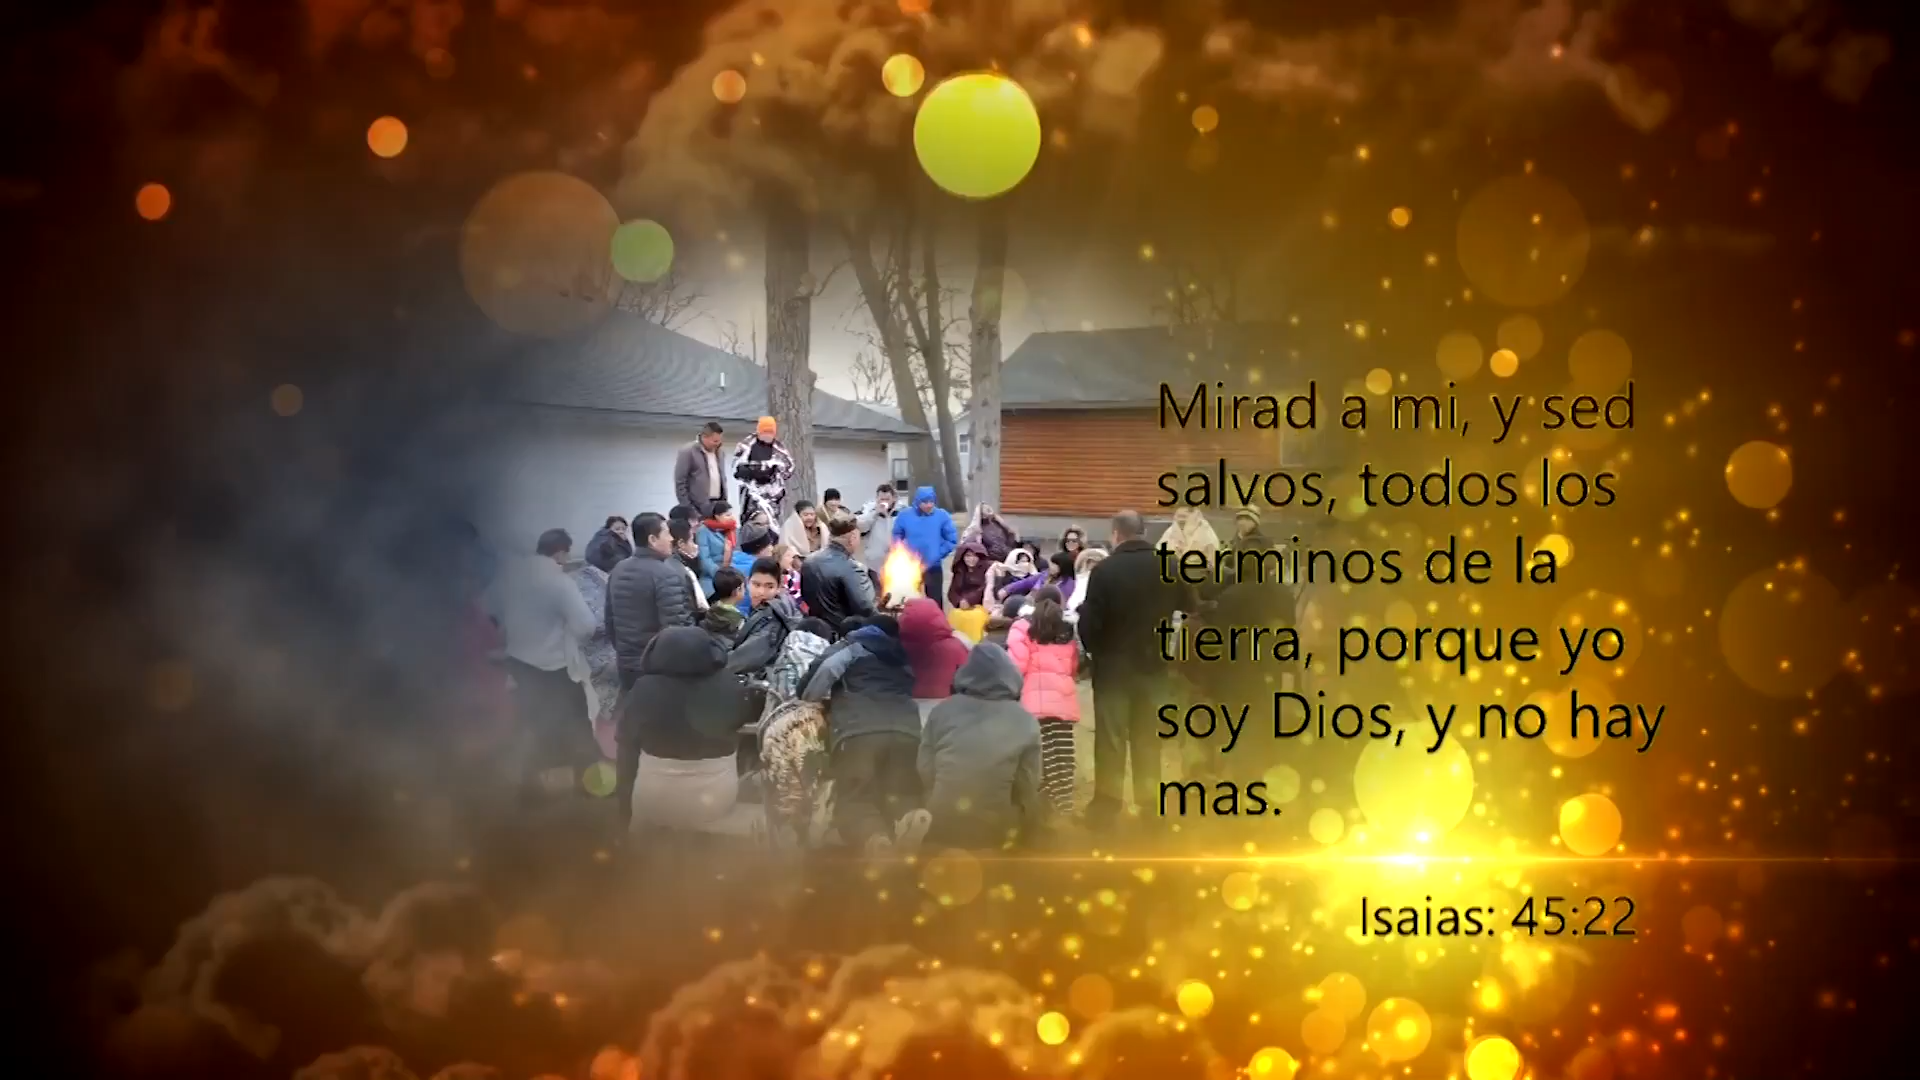 Mirad a mi, y sed
salvos, todos los
terminos de la
tierra, porque yo
soy Dios, y no hay
mas.
Isaias: 45:22